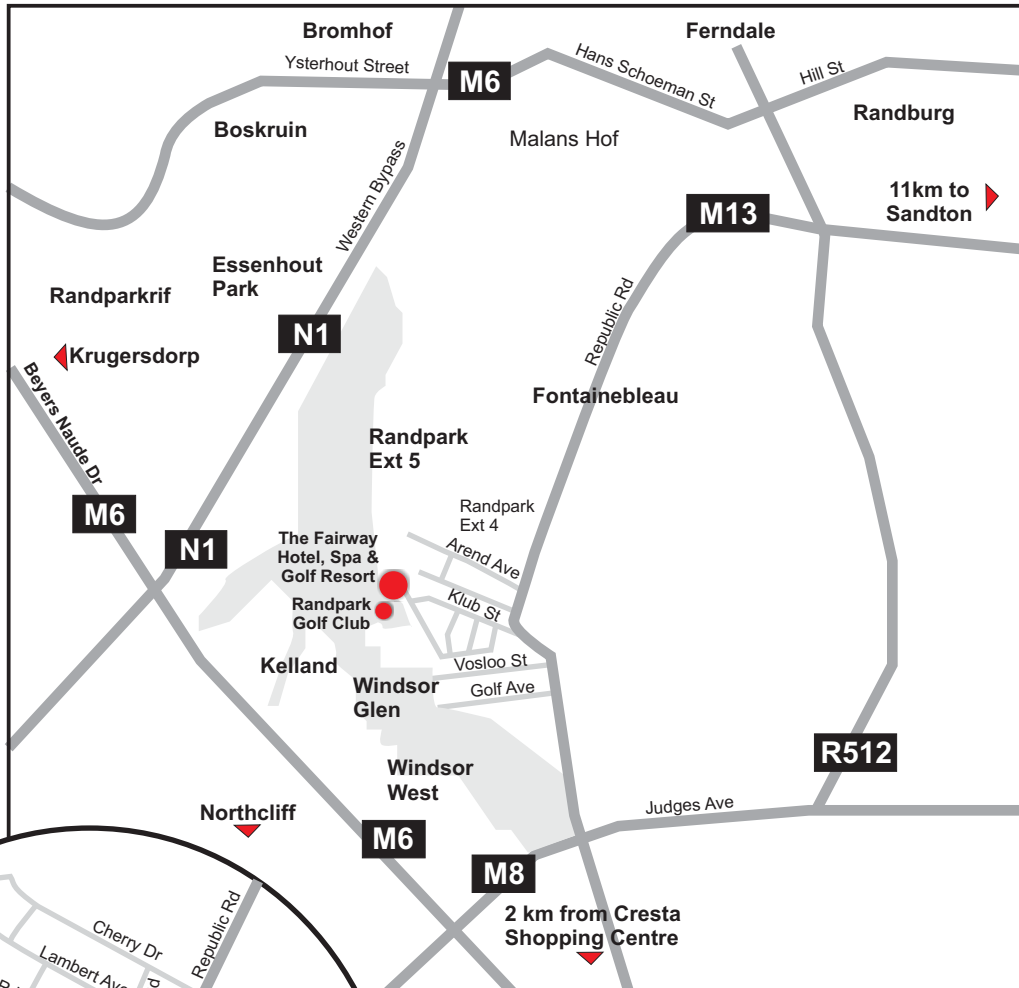 Bromhof
Ferndale
Ysterhout Street
M6
Hans Schoeman St
Hill St
Randburg
Boskruin
Malans Hof
Western Bypass
11km to
Sandton
M13
Essenhout
Park
Randparkrif
Republic Rd
N1
Krugersdorp
Beyers Naude Dr
Fontainebleau
Randpark
Ext 5
M6
Randpark
Ext 4
N1
The Fairway
Hotel, Spa &
Golf Resort
Arend Ave
Randpark
Golf Club
Klub St
Kelland
Vosloo St
Windsor
Glen
Golf Ave
R512
Windsor
West
Judges Ave
Northcliff
M6
M8
2 km from Cresta
Shopping Centre
Republic Rd
Cherry Dr
Lambert Ave